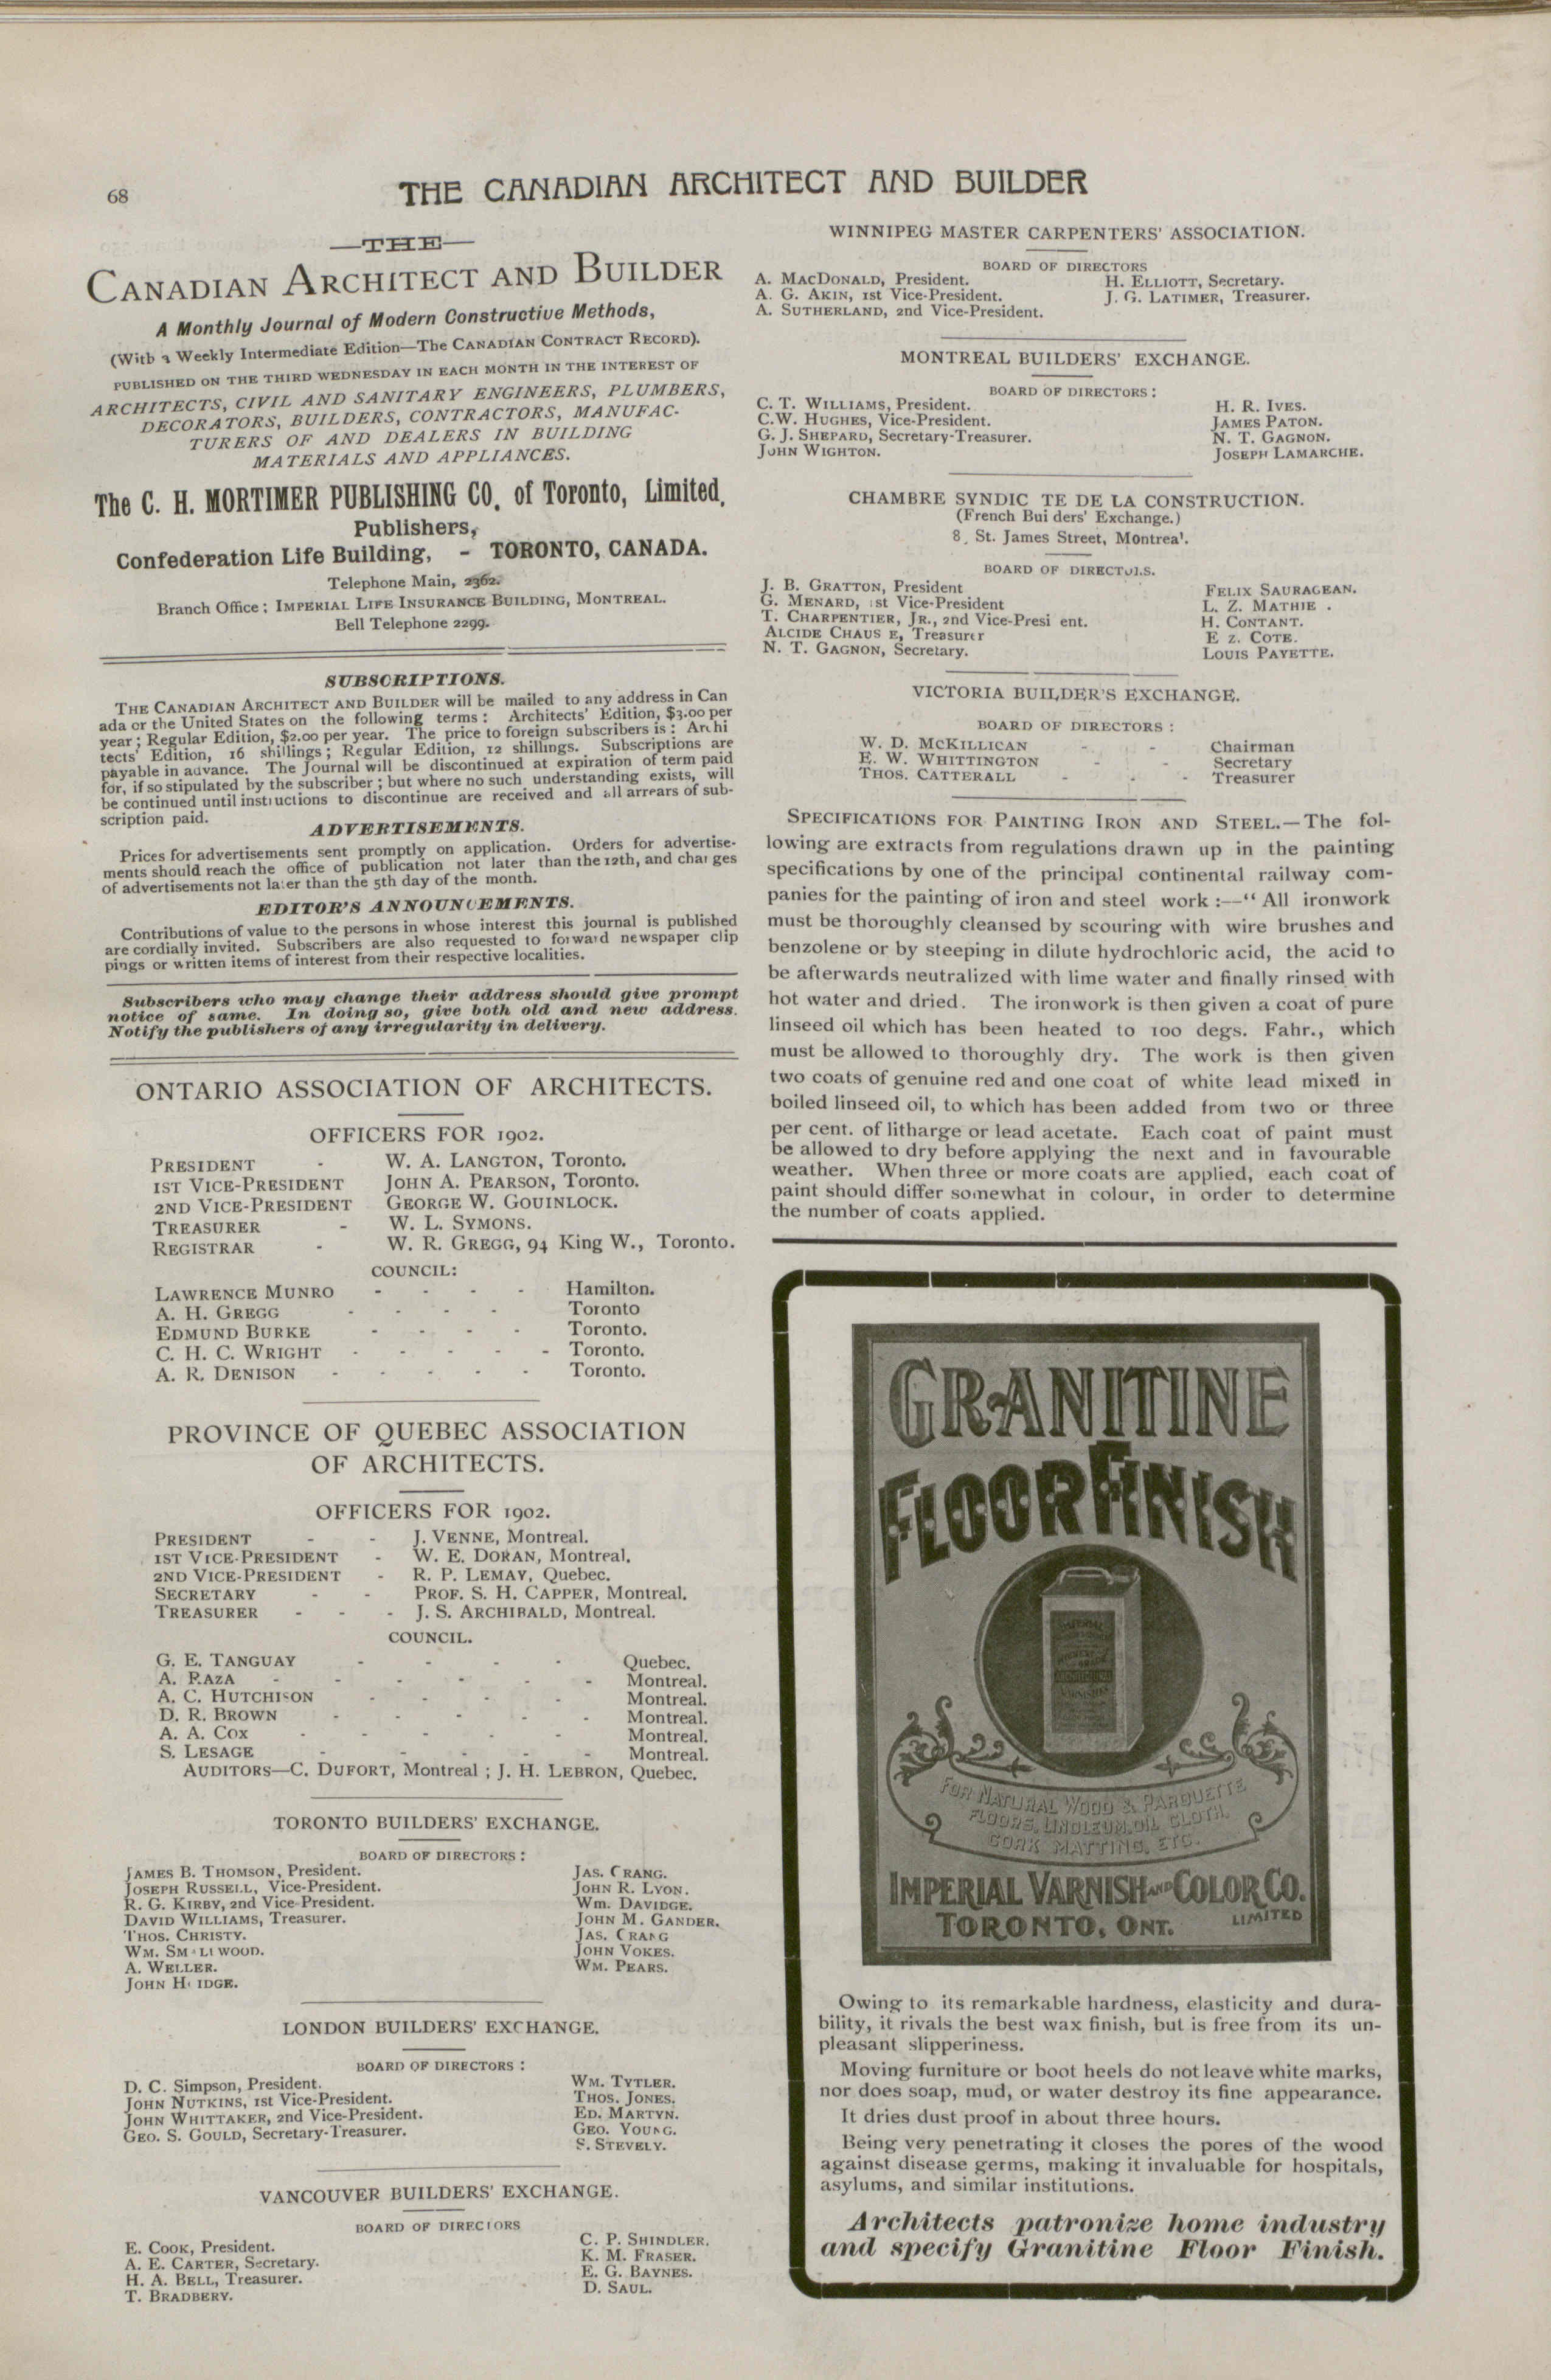 68
THE CANADIAN ARCHITECT AND BUILDER
—THE—
CANADIAN ARCHITECT AND BUILDER
A Monthly Journal of Modern Constructive Methods,
(With a Weekly Intermediate Edition—The CANADIAN CONTRACT RECORD).
PUBLISHED ON THE THIRD WEDNESDAY IN EACH MONTH IN THE INTEREST OF
ARCHITECTS, CIVIL AND SANITARY ENGINEERS, PLUMBERS,
DECORATORS, BUILDERS, CONTRACTORS, MANUFAC-
TURERS OF AND DEALERS IN BUILDING
MATERIALS AND APPLIANCES.
The C. H. MORTIMER PUBLISHING CO. of Toronto, Limited,
Publishers,
Confederation Life Building, - TORONTO, CANADA.
Telephone Main, 2362.
Branch Office: IMPERIAL LIFE INSURANCE BUILDING, MONTREAL.
Bell Telephone 2299.
SUBSCRIPTIONS.
THE CANADIAN ARCHITECT AND BUILDER will be mailed to any address in Can
ada or the United States on the following terms: Architects' Edition, $3.00 per
year; Regular Edition, $2.00 per year. The price to foreign subscribers is: Archi
tects' Edition, 16 shillings; Regular Edition, 12 shillings. Subscriptions are
payable in advance. The Journal will be discontinued at expiration of term paid
for, if so stipulated by the subscriber; but where no such understanding exists, will
be continued until instructions to discontinue are received and all arrears of sub-
scription paid.
ADVERTISEMENTS.
Prices for advertisements sent promptly on application. Orders for advertise-
ments should reach the office of publication not later than the 12th, and charges
of advertisements not later than the 5th day of the month.
EDITOR'S ANNOUNCEMENTS.
Contributions of value to the persons in whose interest this journal is published
are cordially invited. Subscribers are also requested to forward newspaper clip
pings or written items of interest from their respective localities.
Subscribers who may change their address should give prompt
notice of same. In doing so, give both old and new address.
Notify the publishers of any irregularity in delivery.
ONTARIO ASSOCIATION OF ARCHITECTS.
OFFICERS FOR 1902.
PRESIDENT - W. A. LANGTON, Toronto.
1ST VICE-PRESIDENT JOHN A. PEARSON, Toronto.
2ND VICE-PRESIDENT GEORGE W. GOUINLOCK.
TREASURER - W. L. SYMONS.
REGISTRAR - W. R. GREGG, 94 King W., Toronto.
COUNCIL:
LAWRENCE MUNRO - - - - Hamilton.
A. H. GREGG - - - - Toronto
EDMUND BURKE - - - - Toronto.
C. H. C. WRIGHT - - - - - Toronto.
A. R. DENISON - - - - - Toronto.
PROVINCE OF QUEBEC ASSOCIATION
OF ARCHITECTS.
OFFICERS FOR 1902.
PRESIDENT - - J. VENNE, Montreal.
1ST VICE-PRESIDENT - W. E. DORAN, Montreal.
2ND VICE-PRESIDENT - R. P. LEMAY, Quebec.
SECRETARY - - PROF. S. H. CAPPER, Montreal.
TREASURER - - - J. S. ARCHIBALD, Montreal.
COUNCIL.
G. E. TANGUAY - - - - Quebec.
A. RAZA - - - - - - Montreal.
A. C. HUTCHISON - - - - Montreal.
D. R. BROWN - - - - - Montreal.
A. A. COX - - - - - Montreal.
S. LESAGE - - - - - Montreal.
AUDITORS—C. DUFORT, Montreal; J. H. LEBRON, Quebec.
TORONTO BUILDERS' EXCHANGE.
BOARD OF DIRECTORS:
JAMES B. THOMSON, President. JAS. CRANG.
JOSEPH RUSSELL, Vice-President. JOHN R. LYON.
R. G. KIRBY, 2nd Vice-President. Wm. DAVIDGE.
DAVID WILLIAMS, Treasurer. JOHN M. GANDER.
THOS. CHRISTY. JAS. CRANG
WM. SM LLWOOD. JOHN VOKES.
A. WELLER. WM. PEARS.
JOHN H IDGE.
LONDON BUILDERS' EXCHANGE.
BOARD OF DIRECTORS:
D. C. Simpson, President. WM. TYTLER.
JOHN NUTKINS, 1st Vice-President. THOS. JONES.
JOHN WHITTAKER, 2nd Vice-President. ED. MARTYN.
GEO. S. GOULD, Secretary-Treasurer. GEO. YOUNG.
S. STEVELY.
VANCOUVER BUILDERS' EXCHANGE.
BOARD OF DIRECTORS
E. COOK, President. C. P. SHINDLER.
A. E. CARTER, Secretary. K. M. FRASER.
H. A. BELL, Treasurer. E. G. BAYNES.
T. BRADBERY. D. SAUL.
WINNIPEG MASTER CARPENTERS' ASSOCIATION.
BOARD OF DIRECTORS
A. MACDONALD, President. H. ELLIOTT, Secretary.
A. G. AKIN, 1st Vice-President. J. G. LATIMER, Treasurer.
A. SUTHERLAND, 2nd Vice-President.
MONTREAL BUILDERS' EXCHANGE.
BOARD OF DIRECTORS:
C. T. WILLIAMS, President. H. R. IVES.
C. W. HUGHES, Vice-President. JAMES PATON.
G. J. SHEPARD, Secretary-Treasurer. N. T. GAGNON.
JOHN WIGHTON. JOSEPH LAMARCHE.
CHAMBRE SYNDIC TE DE LA CONSTRUCTION.
(French Bui ders' Exchange.)
8, St. James Street, Montreal.
BOARD OF DIRECTORS.
J. B. GRATTON, President FELIX SAURAGEAN.
G. MENARD, 1st Vice-President L. Z. MATHIE .
T. CHARPENTIER, JR., 2nd Vice-Presi ent. H. CONTANT.
ALCIDE CHAUS E, Treasurer E z. COTE.
N. T. GAGNON, Secretary. LOUIS PAYETTE.
VICTORIA BUILDER'S EXCHANGE.
BOARD OF DIRECTORS:
W. D. MCKILLICAN - - Chairman
E. W. WHITTINGTON - - Secretary
THOS. CATTERALL - - - Treasurer
SPECIFICATIONS FOR PAINTING IRON AND STEEL.—The fol-
lowing are extracts from regulations drawn up in the painting
specifications by one of the principal continental railway com-
panies for the painting of iron and steel work:—“All ironwork
must be thoroughly cleansed by scouring with wire brushes and
benzolene or by steeping in dilute hydrochloric acid, the acid to
be afterwards neutralized with lime water and finally rinsed with
hot water and dried. The ironwork is then given a coat of pure
linseed oil which has been heated to 100 degs. Fahr., which
must be allowed to thoroughly dry. The work is then given
two coats of genuine red and one coat of white lead mixed in
boiled linseed oil, to which has been added from two or three
per cent. of litharge or lead acetate. Each coat of paint must
be allowed to dry before applying the next and in favourable
weather. When three or more coats are applied, each coat of
paint should differ somewhat in colour, in order to determine
the number of coats applied.
GRANITINE
FLOOR FINISH
FOR NATURAL WOOD & PARQUETTE
FLOORS, LINOLEUM, OIL CLOTH,
CORK MATTING, ETC.
IMPERIAL VARNISH AND COLOR CO.
LIMITED
TORONTO, ONT.
Owing to its remarkable hardness, elasticity and dura-
bility, it rivals the best wax finish, but is free from its un-
pleasant slipperiness.
Moving furniture or boot heels do not leave white marks,
nor does soap, mud, or water destroy its fine appearance.
It dries dust proof in about three hours.
Being very penetrating it closes the pores of the wood
against disease germs, making it invaluable for hospitals,
asylums, and similar institutions.
Architects patronize home industry
and specify Granitine Floor Finish.